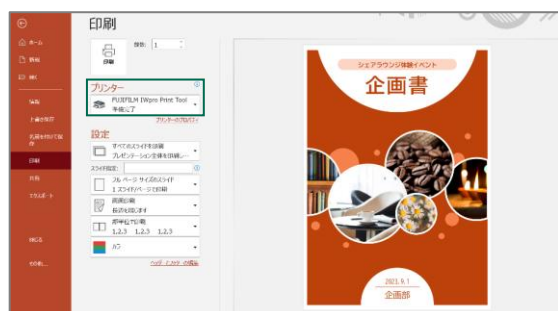 印刷
ホーム
新規
開く
情報
上書き保存
名前を付けて保存
印刷
共有
エクスポート
閉じる
その他...
部数: 1
印刷
プリンター
FUJIFILM IWpro Print Tool
準備完了
プリンターのプロパティ
設定
すべてのスライドを印刷
プレゼンテーション全体を印刷...
スライド指定:
フル ページ サイズのスライド
1 スライド/ページで印刷
両面印刷
長辺を綴じます
部単位で印刷
1,2,3 1,2,3 1,2,3
カラー
ヘッダーとフッターの編集
シェアラウンジ体験イベント
企画書
2023.9.1
企画部